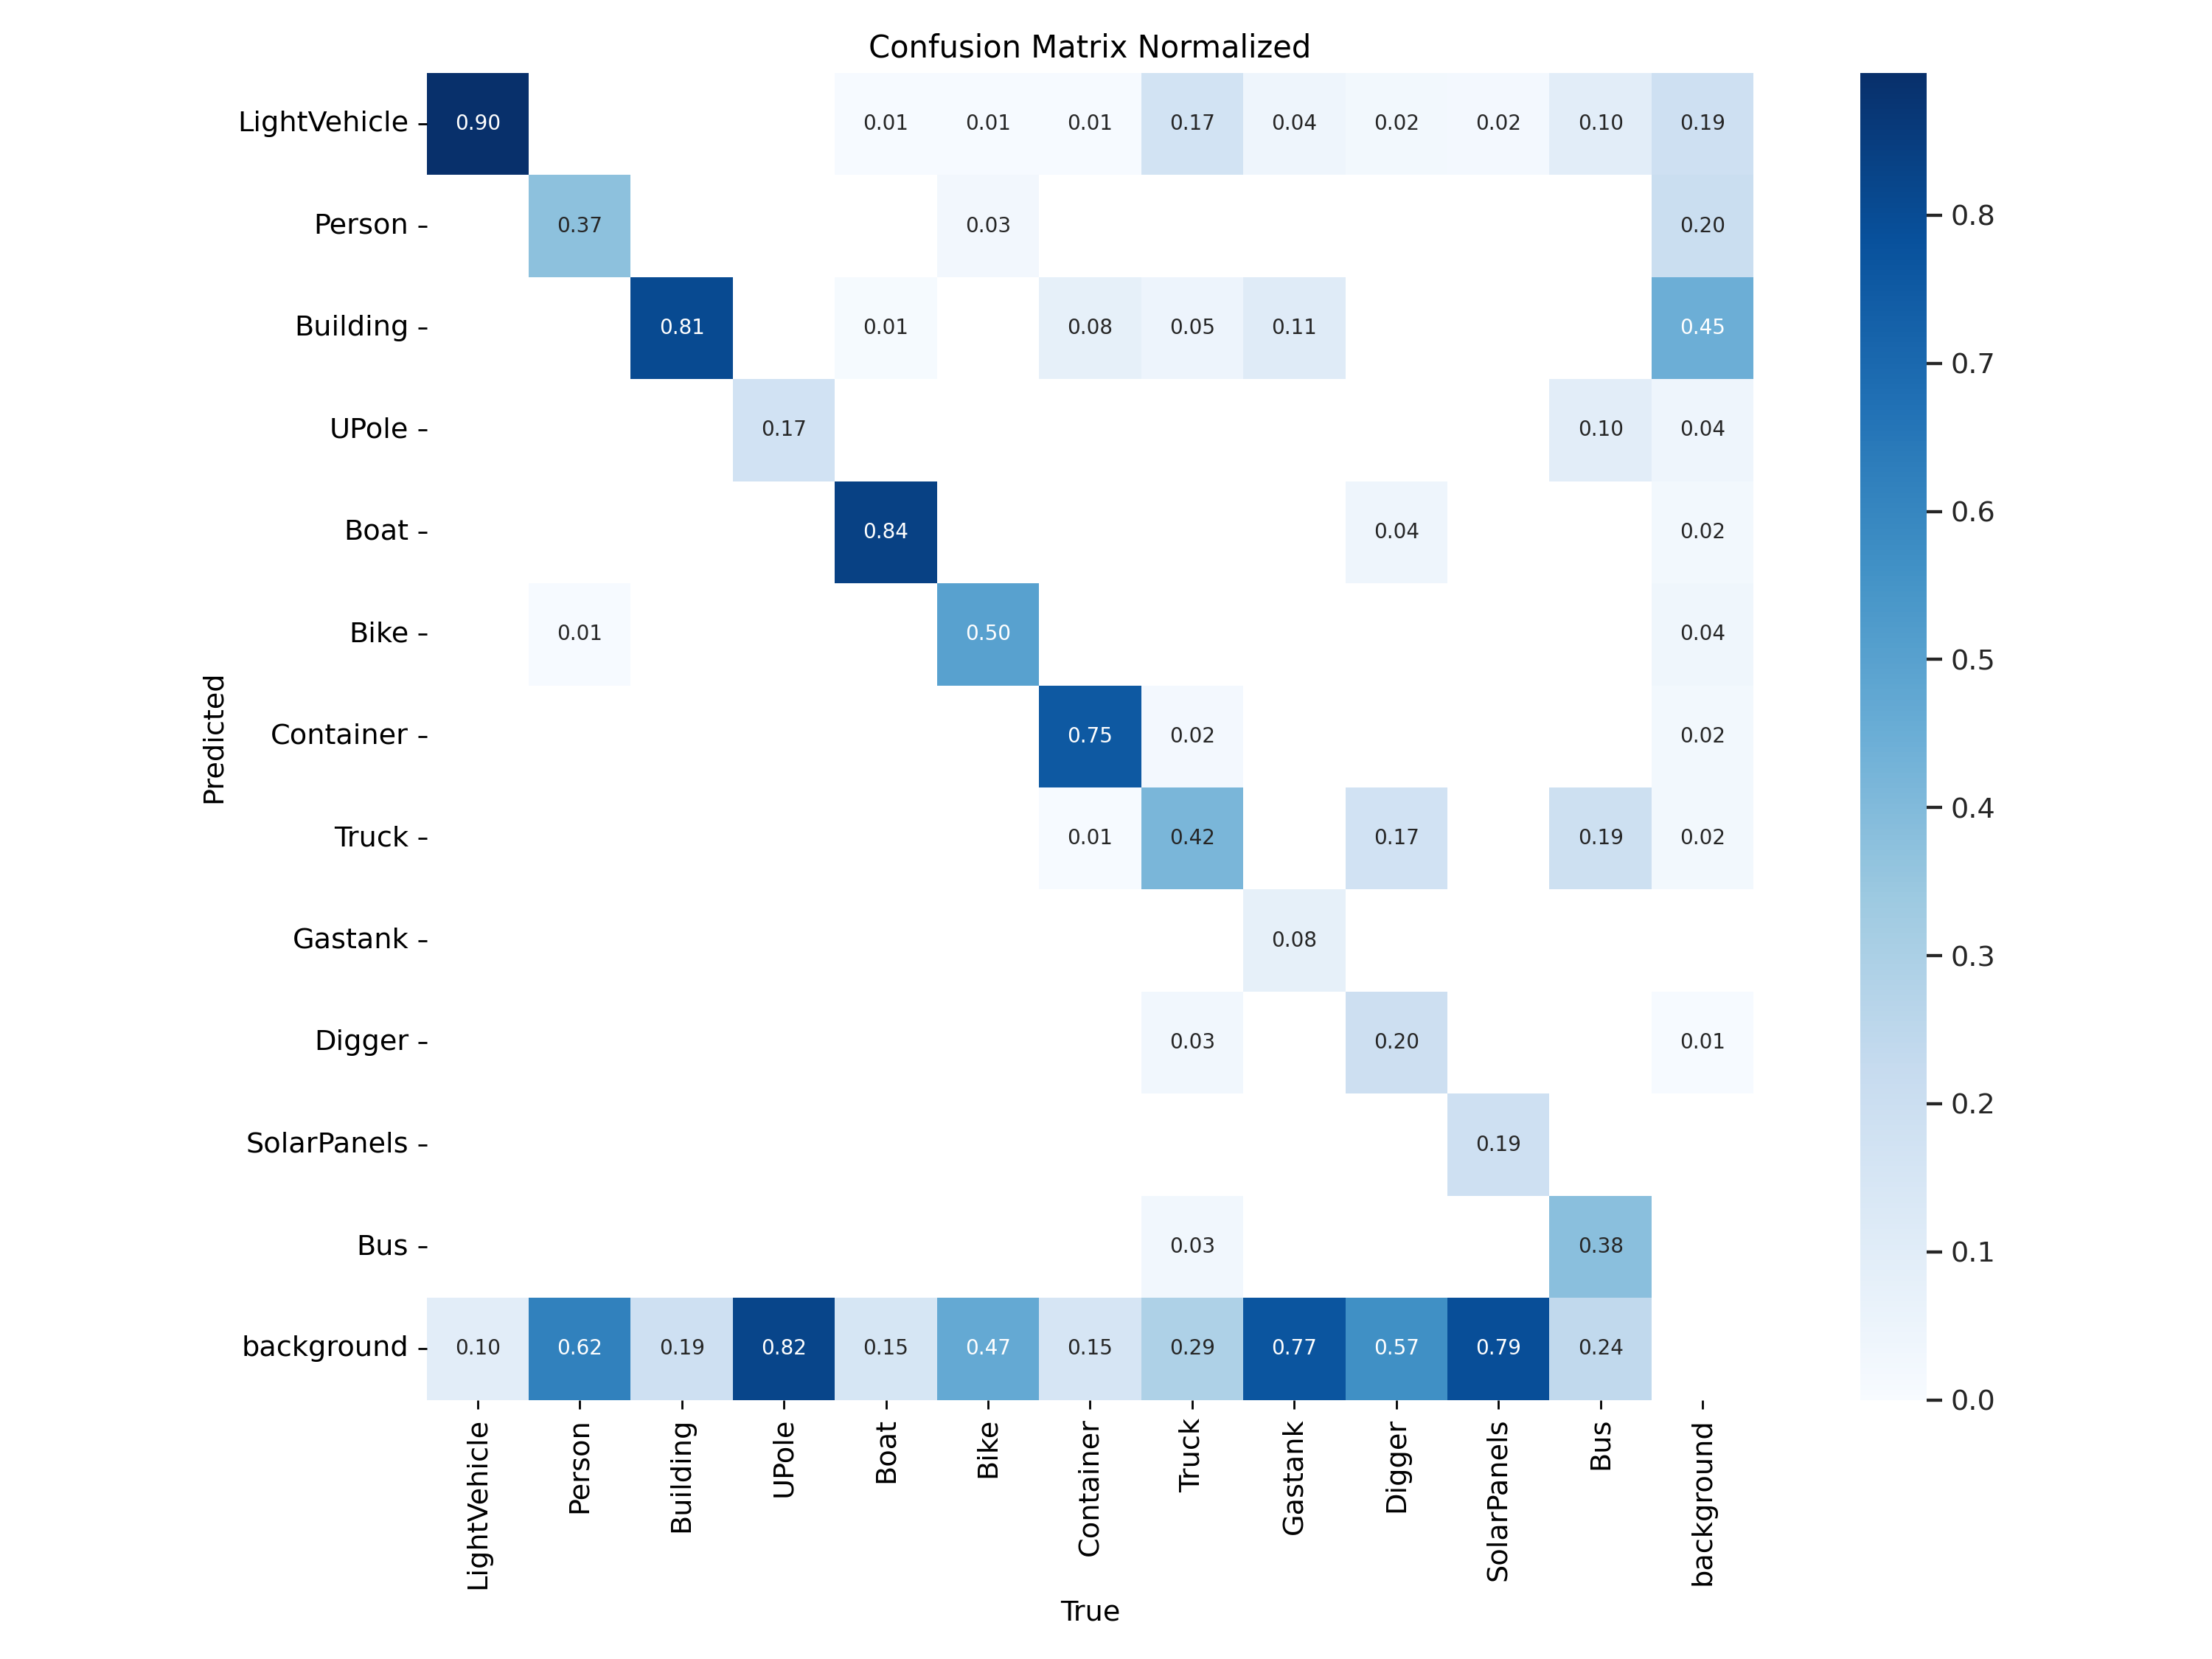 Confusion Matrix Normalized
LightVehicle 0.90 0.01 0.01 0.01 0.17 0.04 0.02 0.02 0.10 0.19
Person 0.37 0.03 0.20
Building 0.81 0.01 0.08 0.05 0.11 0.45
UPole 0.17 0.10 0.04
Boat 0.84 0.04 0.02
Bike 0.01 0.50 0.04
Container 0.75 0.02 0.02
Truck 0.01 0.42 0.17 0.19 0.02
Gastank 0.08
Digger 0.03 0.20 0.01
SolarPanels 0.19
Bus 0.03 0.38
background 0.10 0.62 0.19 0.82 0.15 0.47 0.15 0.29 0.77 0.57 0.79 0.24
Predicted
LightVehicle
Person
Building
UPole
Boat
Bike
Container
Truck
Gastank
Digger
SolarPanels
Bus
background
True
0.8
0.7
0.6
0.5
0.4
0.3
0.2
0.1
0.0